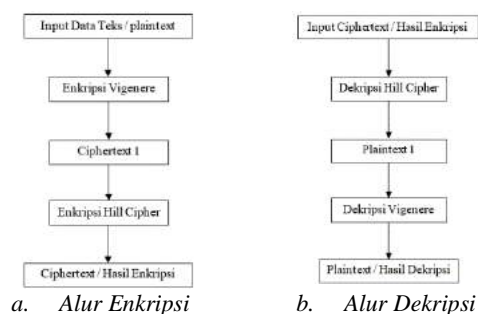 Input Data Teks / plaintext
Enkripsi Vigenere
Ciphertext 1
Enkripsi Hill Cipher
Ciphertext / Hasil Enkripsi
a. Alur Enkripsi
Input Ciphertext / Hasil Enkripsi
Dekripsi Hill Cipher
Plaintext 1
Dekripsi Vigenere
Plaintext / Hasil Dekripsi
b. Alur Dekripsi